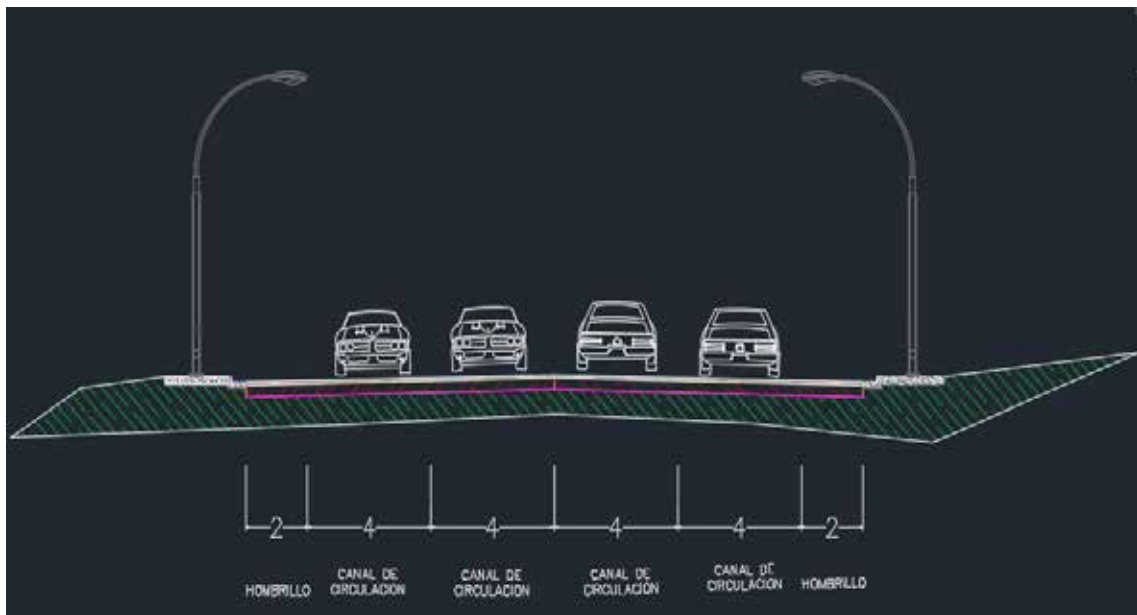 2 4 4 4 4 2
HOMBRILLO
CANAL DE
CIRCULACION
CANAL DE
CIRCULACION
CANAL DE
CIRCULACIÓN
CANAL DE
CIRCULACION
HOMBRILLO